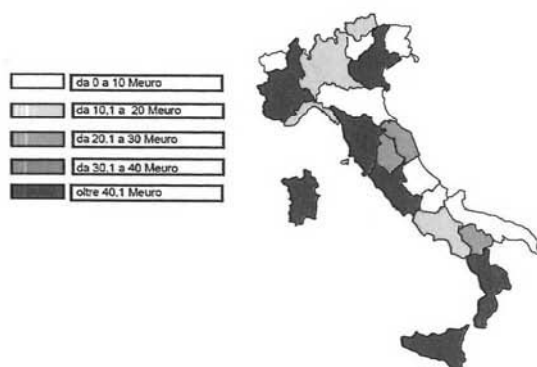 da 0 a 10 Meuro
da 10,1 a 20 Meuro
da 20,1 a 30 Meuro
da 30,1 a 40 Meuro
oltre 40,1 Meuro